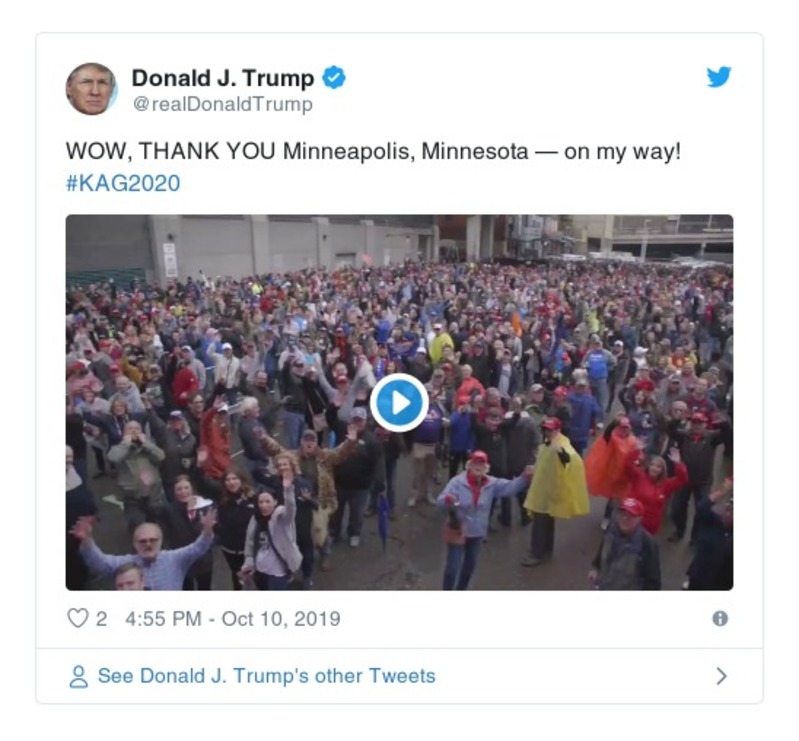 Donald J. Trump
@realDonaldTrump
WOW, THANK YOU Minneapolis, Minnesota — on my way!
#KAG2020
2 4:55 PM - Oct 10, 2019
See Donald J. Trump's other Tweets